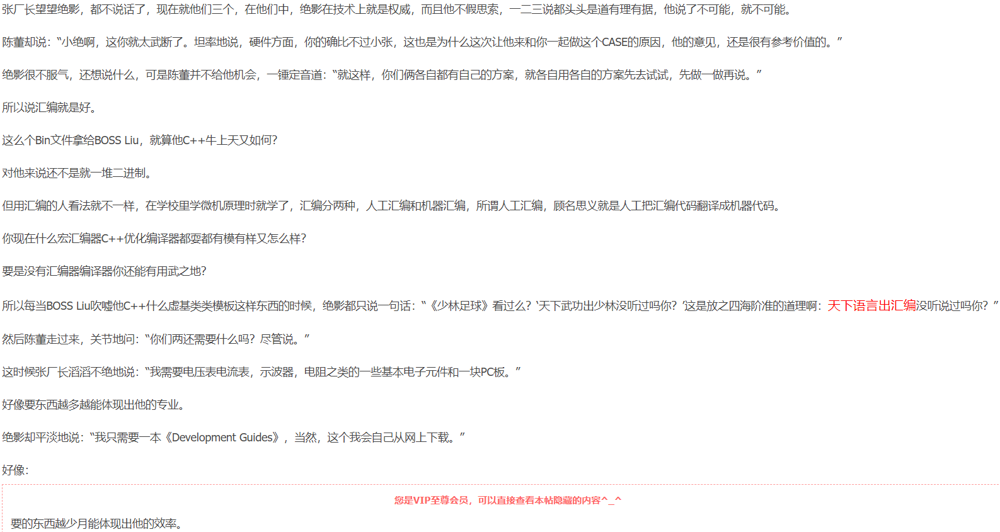 张厂长望望绝影，都不说话了，现在就他们三个，在他们中，绝影在技术上就是权威，而且他不假思索，一二三说都头头是道有理有据，他说了不可能，就不可能。
陈董却说：“小绝啊，这你就太武断了。坦率地说，硬件方面，你的确比不过小张，这也是为什么这次让他来和你一起做这个CASE的原因，他的意见，还是很有参考价值的。”
绝影很不服气，还想说什么，可是陈董并不给他机会，一锤定音道：“就这样，你们俩各自都有自己的方案，就各自用各自的方案先去试试，先做一做再说。”
所以说汇编就是好。
这么个Bin文件拿给BOSS Liu，就算他C++牛上天又如何？
对他来说还不是就一堆二进制。
但用汇编的人看法就不一样，在学校里学微机原理时就学了，汇编分两种，人工汇编和机器汇编，所谓人工汇编，顾名思义就是人工把汇编代码翻译成机器代码。
你现在什么宏汇编器C++优化编译器都耍都有模有样又怎么样？
要是没有汇编器编译器你还能有用武之地？
所以每当BOSS Liu吹嘘他C++什么虚基类类模板这样东西的时候，绝影都只说一句话：“《少林足球》看过么？‘天下武功出少林没听过吗你？’这是放之四海阶准的道理啊：天下语言出汇编没听说过吗你？”
然后陈董走过来，关节地问：“你们两还需要什么吗？尽管说。”
这时候张厂长滔滔不绝地说：“我需要电压表电流表，示波器，电阻之类的一些基本电子元件和一块PC板。”
好像要东西越多越能体现出他的专业。
绝影却平淡地说：“我只需要一本《Development Guides》，当然，这个我会自己从网上下载。”
好像：
您是VIP至尊会员，可以直接查看本帖隐藏的内容^_^
要的东西越少月能体现出他的效率。